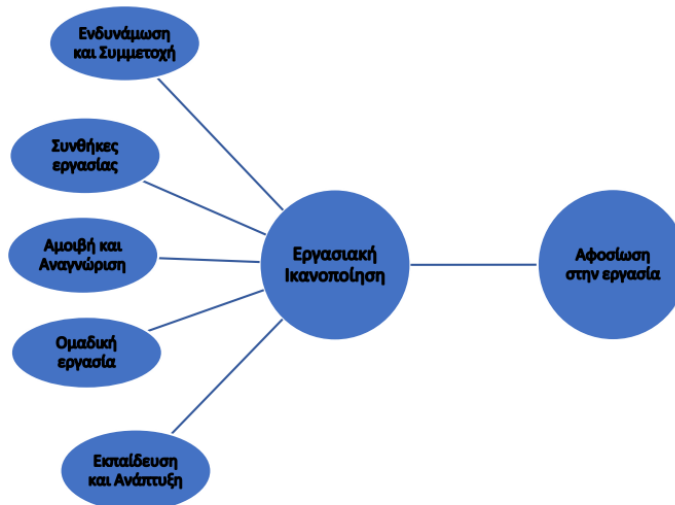 Ενδυνάμωση
και Συμμετοχή
Συνθήκες
εργασίας
Αμοιβή και
Αναγνώριση
Ομαδική
εργασία
Εκπαίδευση
και Ανάπτυξη
Εργασιακή
Ικανοποίηση
Αφοσίωση
στην εργασία